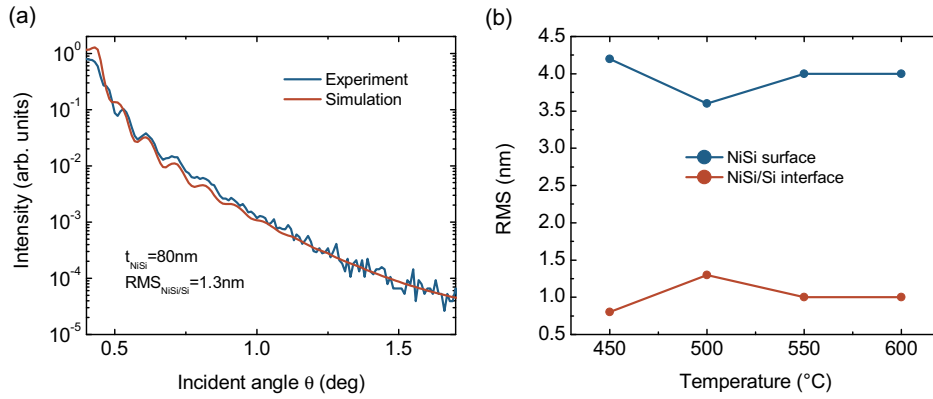 (a)
10⁰
10⁻¹
10⁻²
10⁻³
10⁻⁴
10⁻⁵
Intensity (arb. units)
Experiment
Simulation
t_NiSi=80nm
RMS_NiSi/Si=1.3nm
0.5
1.0
1.5
Incident angle θ (deg)
(b)
4.5
4.0
3.5
3.0
2.5
2.0
1.5
1.0
0.5
RMS (nm)
NiSi surface
NiSi/Si interface
450
500
550
600
Temperature (°C)